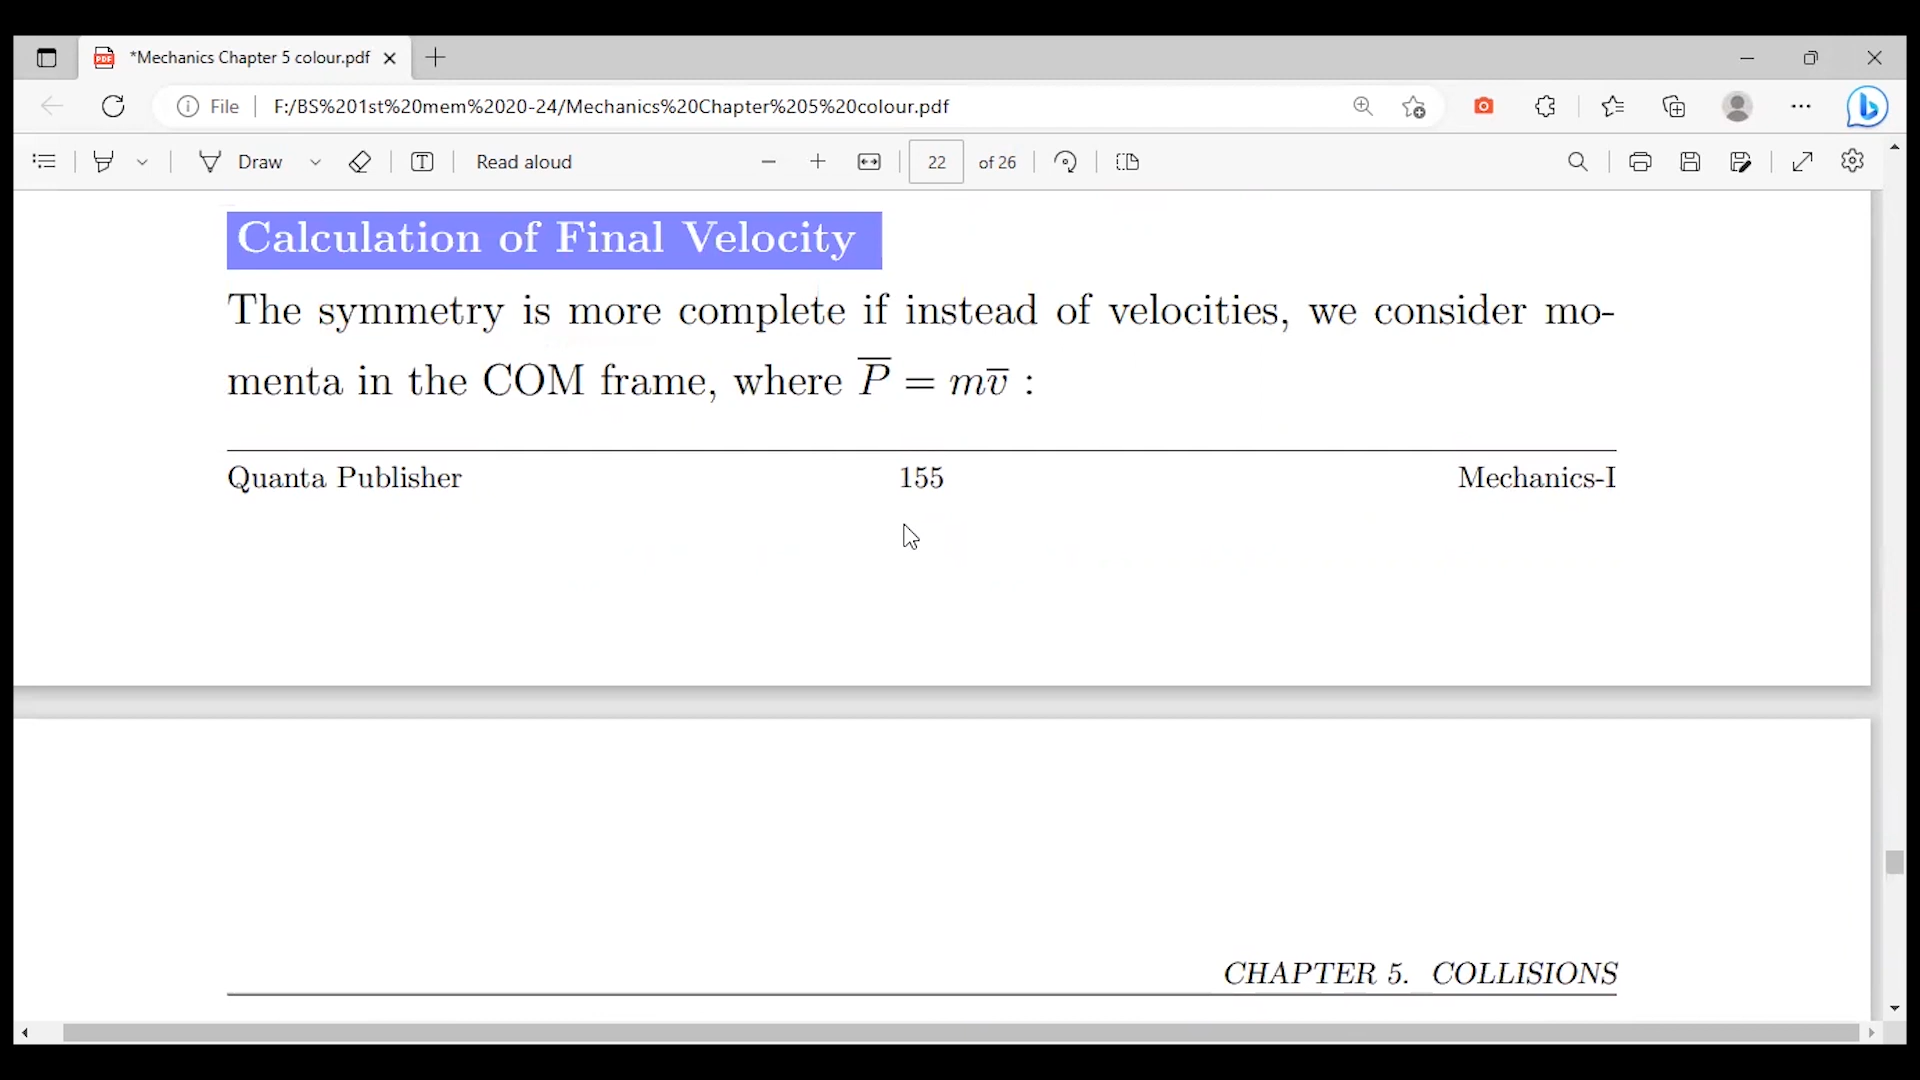 *Mechanics Chapter 5 colour.pdf
File F:/BS%201st%20mem%2020-24/Mechanics%20Chapter%205%20colour.pdf
Draw Read aloud 22 of 26
Calculation of Final Velocity
The symmetry is more complete if instead of velocities, we consider mo-
menta in the COM frame, where P̅ = mv̅ :
Quanta Publisher 155 Mechanics-I
CHAPTER 5. COLLISIONS